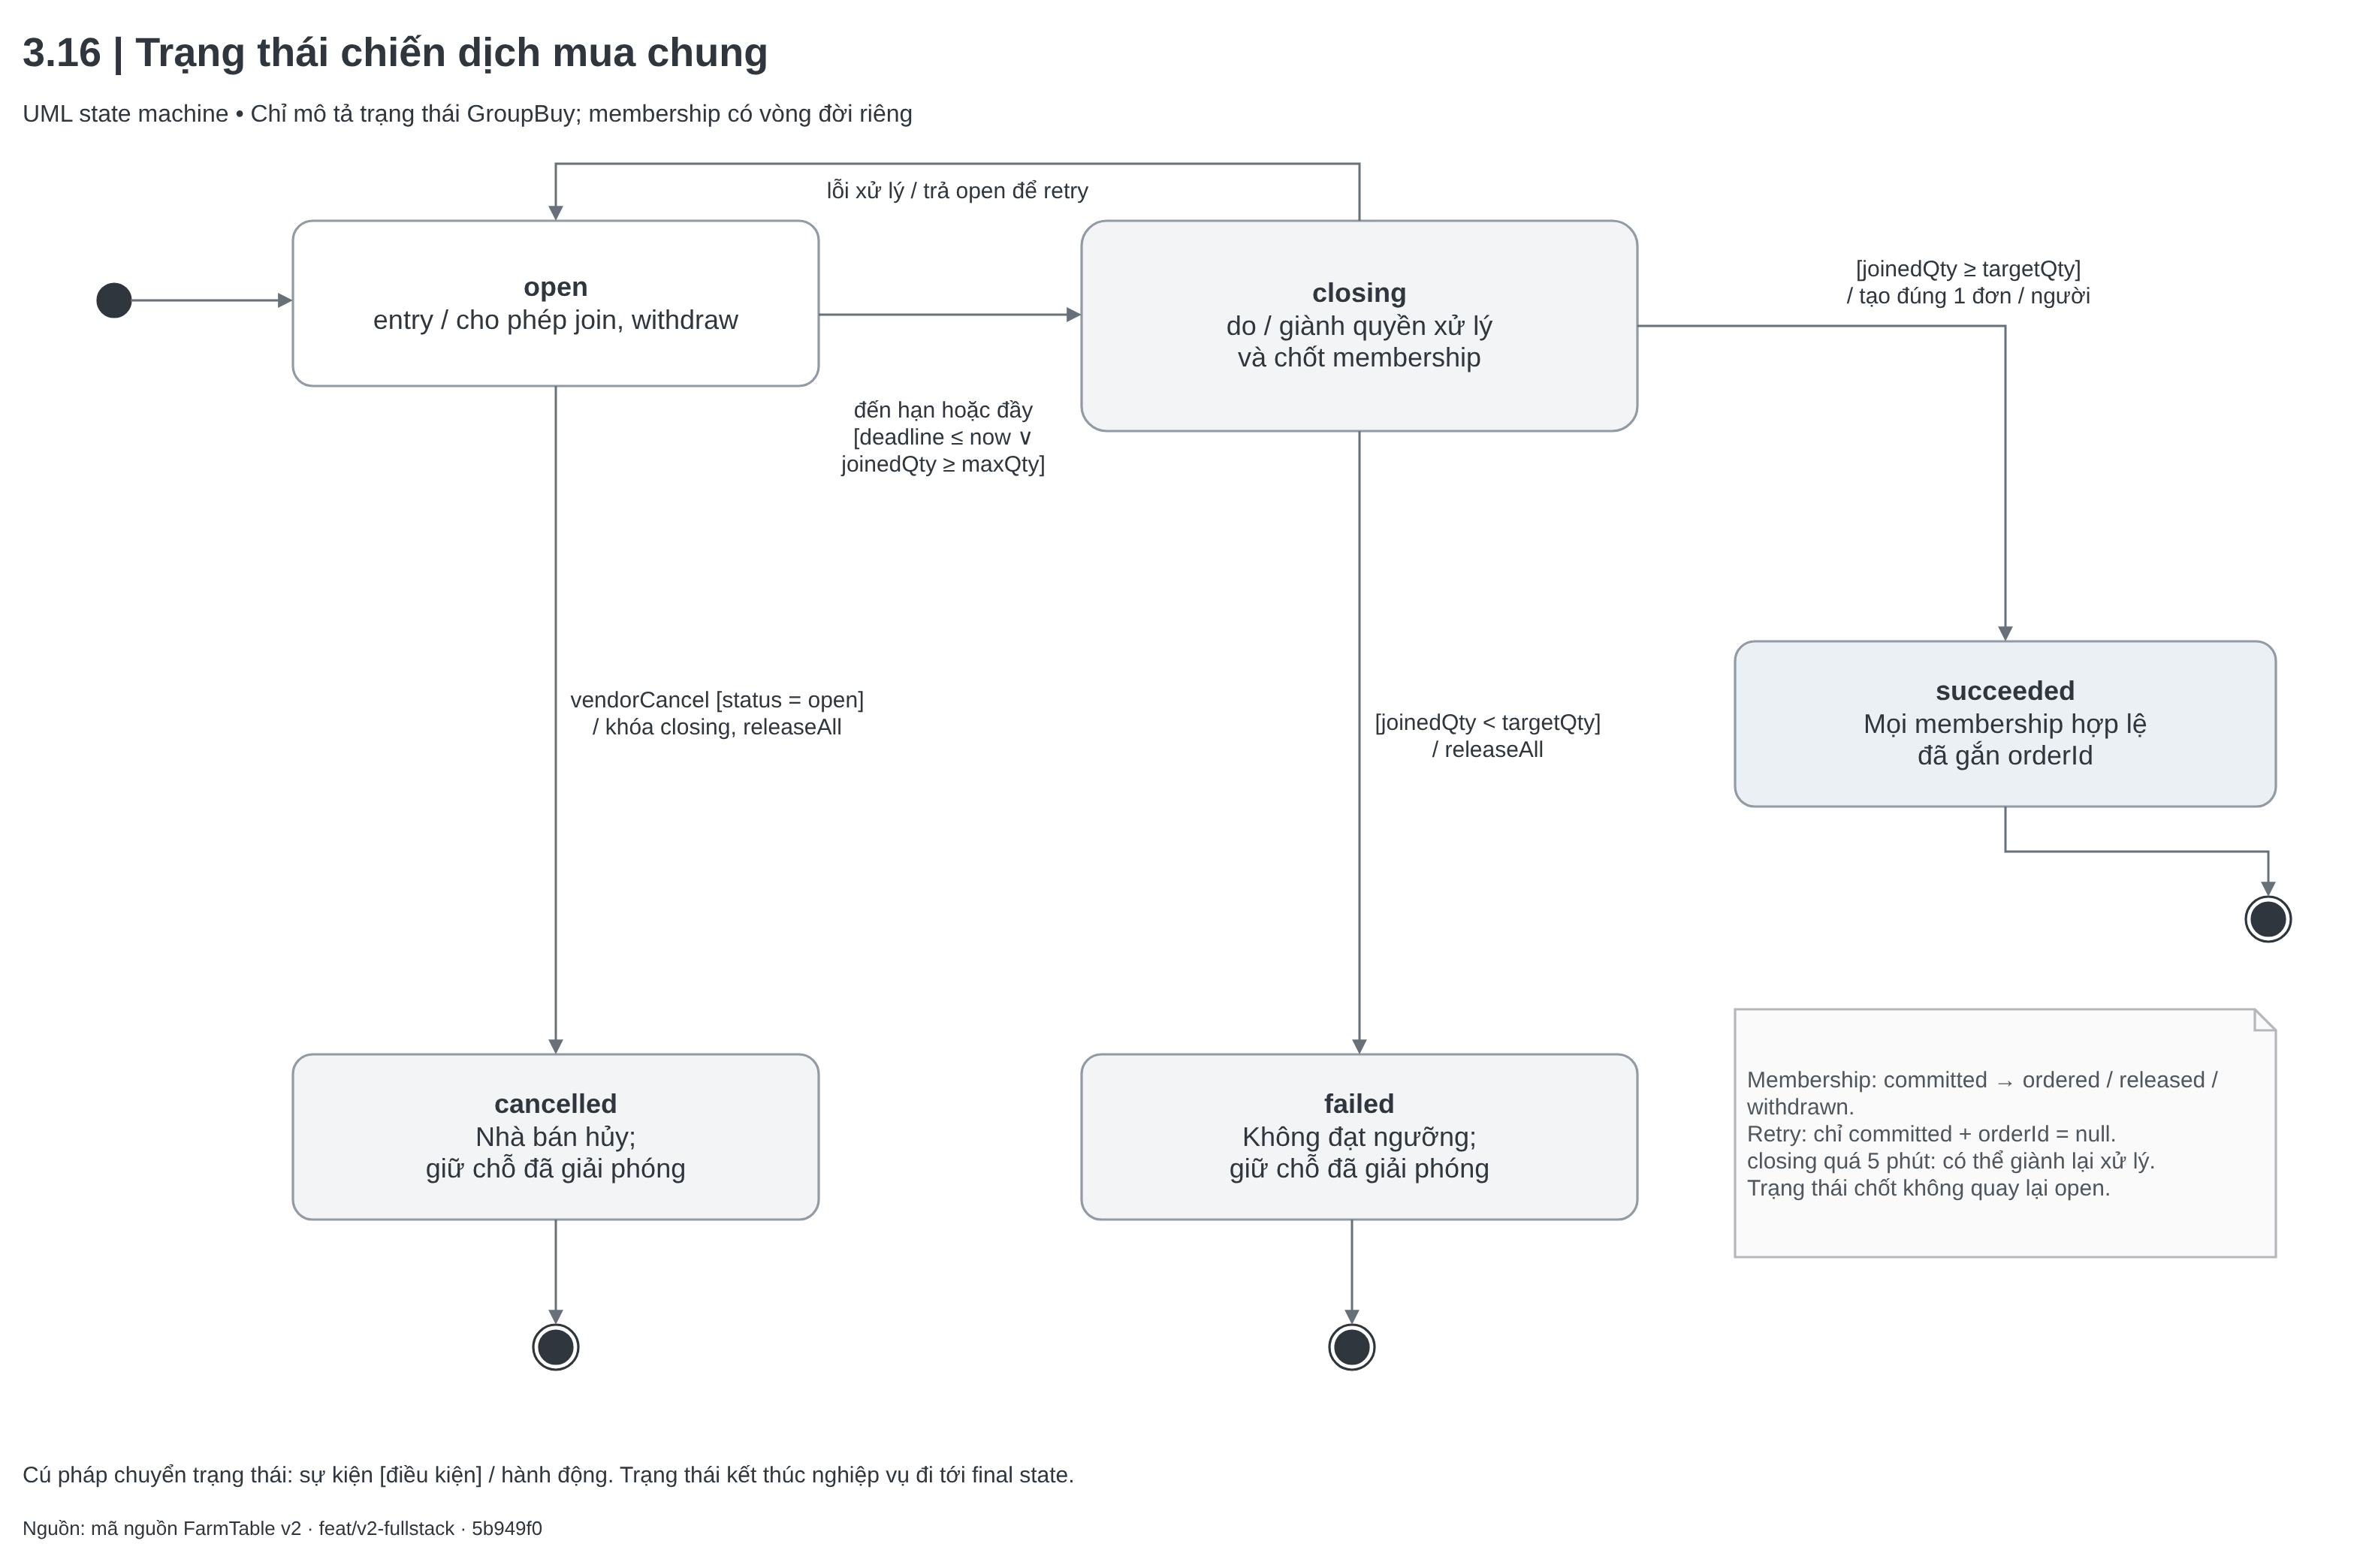 3.16 | Trạng thái chiến dịch mua chung
UML state machine • Chỉ mô tả trạng thái GroupBuy; membership có vòng đời riêng
lỗi xử lý / trả open để retry
open
entry / cho phép join, withdraw
closing
do / giành quyền xử lý
và chốt membership
[joinedQty ≥ targetQty]
/ tạo đúng 1 đơn / người
đến hạn hoặc đầy
[deadline ≤ now ∨
joinedQty ≥ maxQty]
vendorCancel [status = open]
/ khóa closing, releaseAll
[joinedQty < targetQty]
/ releaseAll
succeeded
Mọi membership hợp lệ
đã gắn orderId
cancelled
Nhà bán hủy;
giữ chỗ đã giải phóng
failed
Không đạt ngưỡng;
giữ chỗ đã giải phóng
Membership: committed → ordered / released /
withdrawn.
Retry: chỉ committed + orderId = null.
closing quá 5 phút: có thể giành lại xử lý.
Trạng thái chốt không quay lại open.
Cú pháp chuyển trạng thái: sự kiện [điều kiện] / hành động. Trạng thái kết thúc nghiệp vụ đi tới final state.
Nguồn: mã nguồn FarmTable v2 · feat/v2-fullstack · 5b949f0